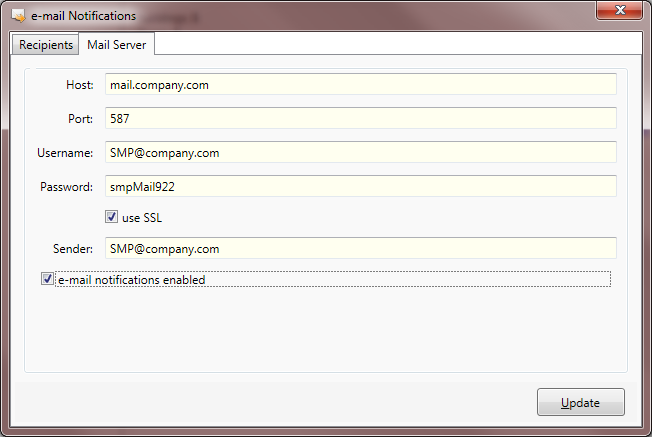 e-mail Notifications
Recipients
Mail Server
Host: mail.company.com
Port: 587
Username: SMP@company.com
Password: smpMail922
use SSL
Sender: SMP@company.com
e-mail notifications enabled
Update